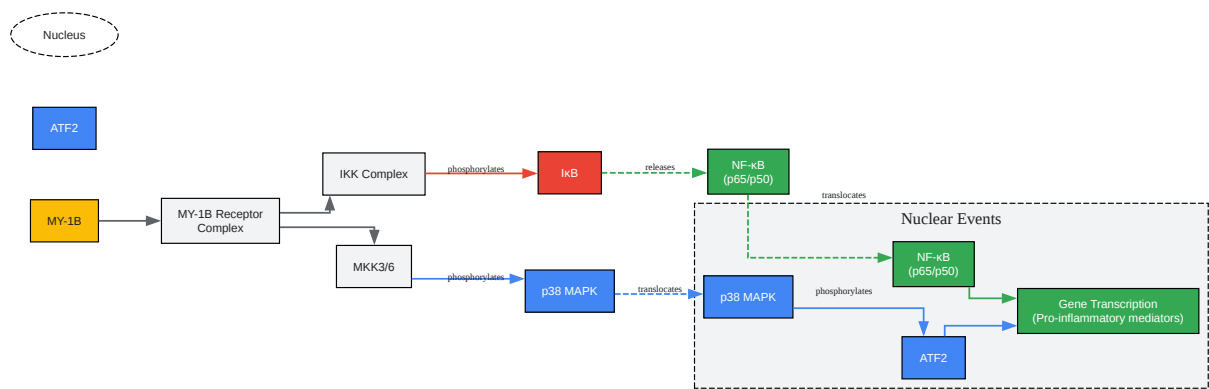 Nucleus
ATF2
MY-1B
MY-1B Receptor
Complex
IKK Complex
MKK3/6
phosphorylates
IκB
releases
NF-κB
(p65/p50)
translocates
phosphorylates
p38 MAPK
translocates
Nuclear Events
NF-κB
(p65/p50)
p38 MAPK
phosphorylates
ATF2
Gene Transcription
(Pro-inflammatory mediators)